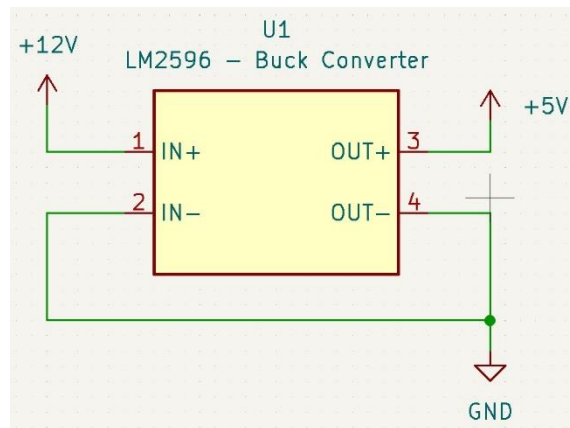 U1
+12V
LM2596 – Buck Converter
+5V
1 IN+ OUT+ 3
2 IN- OUT- 4
GND